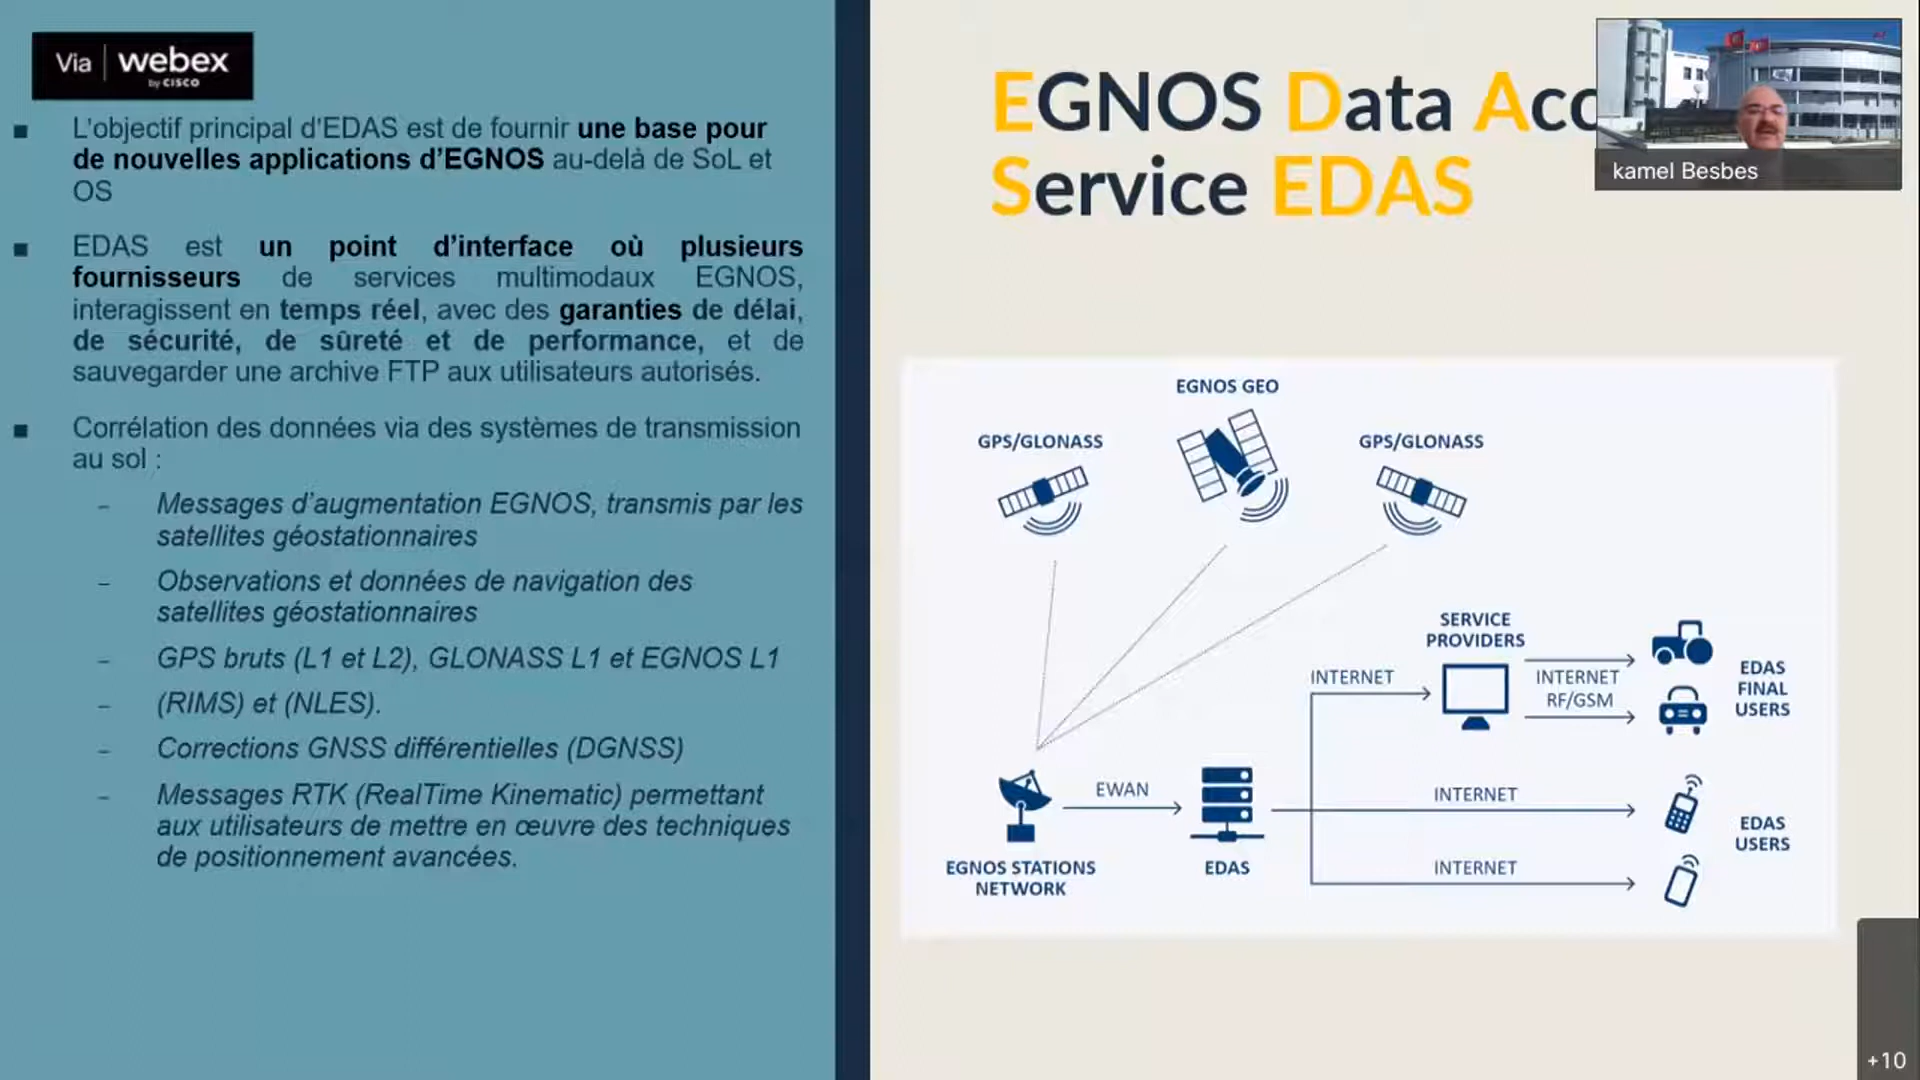 Via webex
by CISCO
■ L'objectif principal d'EDAS est de fournir une base pour
de nouvelles applications d'EGNOS au-delà de SoL et
OS
■ EDAS est un point d'interface où plusieurs
fournisseurs de services multimodaux EGNOS,
interagissent en temps réel, avec des garanties de délai,
de sécurité, de sûreté et de performance, et de
sauvegarder une archive FTP aux utilisateurs autorisés.
■ Corrélation des données via des systèmes de transmission
au sol :
– Messages d'augmentation EGNOS, transmis par les
satellites géostationnaires
– Observations et données de navigation des
satellites géostationnaires
– GPS bruts (L1 et L2), GLONASS L1 et EGNOS L1
– (RIMS) et (NLES).
– Corrections GNSS différentielles (DGNSS)
– Messages RTK (RealTime Kinematic) permettant
aux utilisateurs de mettre en œuvre des techniques
de positionnement avancées.
EGNOS Data Acc
Service EDAS
kamel Besbes
EGNOS GEO
GPS/GLONASS
GPS/GLONASS
SERVICE
PROVIDERS
INTERNET
INTERNET
RF/GSM
EDAS
FINAL
USERS
EWAN
INTERNET
EDAS
USERS
INTERNET
EGNOS STATIONS
NETWORK
EDAS
+10